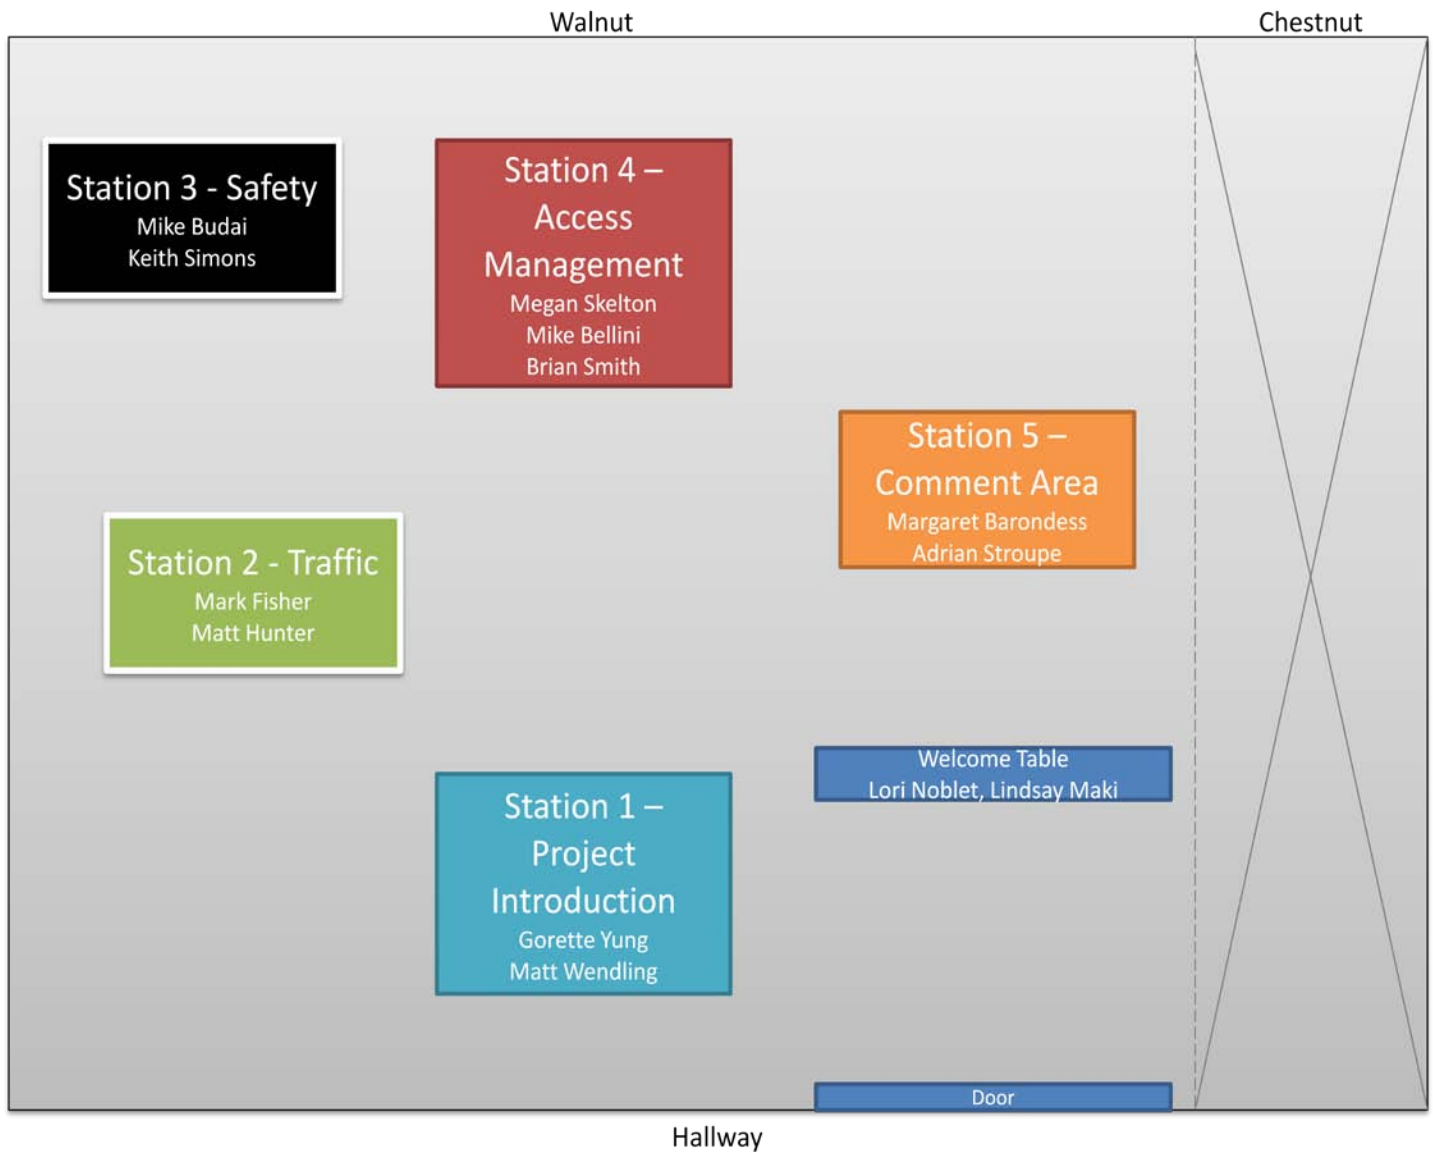 Walnut
Chestnut
Station 3 - Safety
Mike Budai
Keith Simons
Station 4 –
Access
Management
Megan Skelton
Mike Bellini
Brian Smith
Station 5 –
Comment Area
Margaret Barondess
Adrian Stroupe
Station 2 - Traffic
Mark Fisher
Matt Hunter
Welcome Table
Lori Noblet, Lindsay Maki
Station 1 –
Project
Introduction
Gorette Yung
Matt Wendling
Door
Hallway